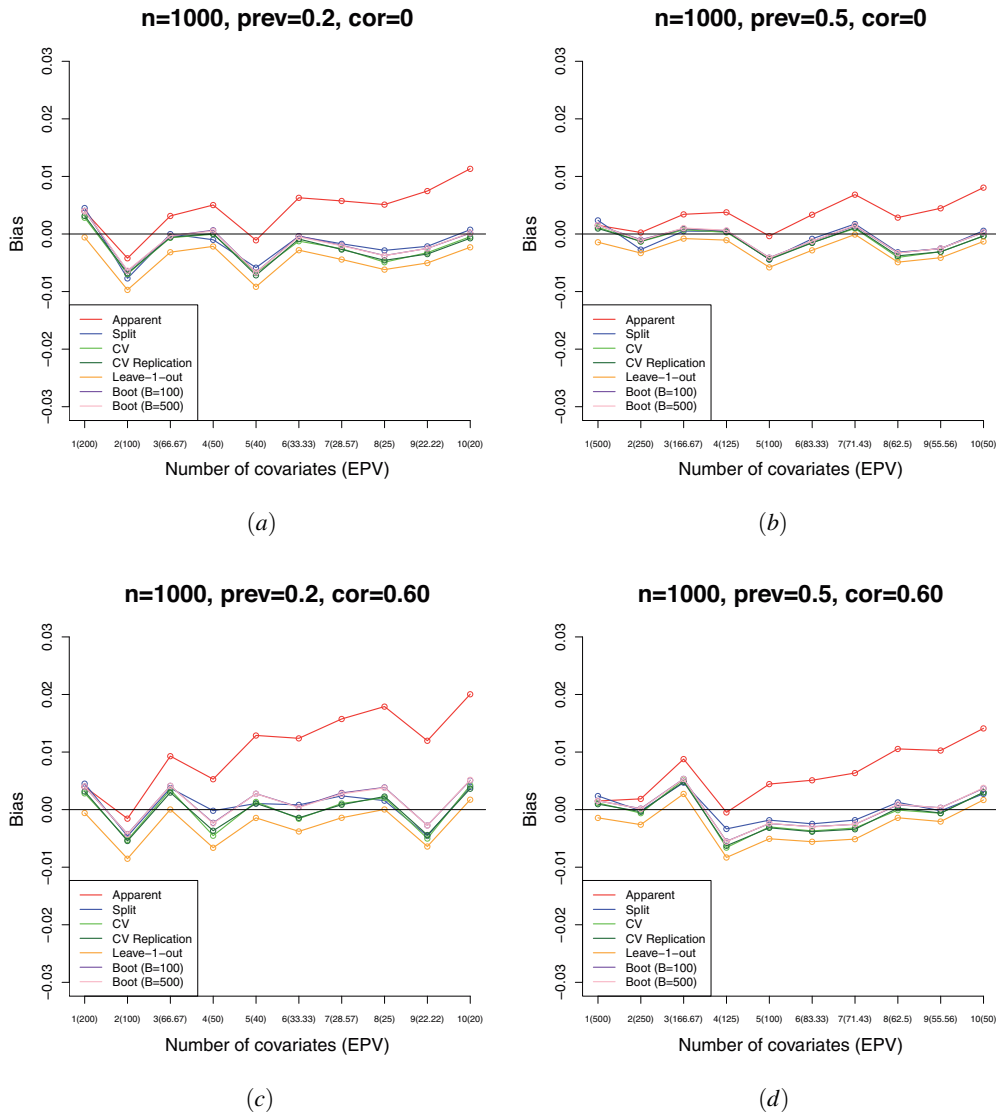 n=1000, prev=0.2, cor=0
Bias
0.03
0.02
0.01
0.00
−0.01
−0.02
−0.03
Apparent
Split
CV
CV Replication
Leave−1−out
Boot (B=100)
Boot (B=500)
1(200) 2(100) 3(66.67) 4(50) 5(40) 6(33.33) 7(28.57) 8(25) 9(22.22) 10(20)
Number of covariates (EPV)
(a)
n=1000, prev=0.5, cor=0
Bias
0.03
0.02
0.01
0.00
−0.01
−0.02
−0.03
Apparent
Split
CV
CV Replication
Leave−1−out
Boot (B=100)
Boot (B=500)
1(500) 2(250) 3(166.67) 4(125) 5(100) 6(83.33) 7(71.43) 8(62.5) 9(55.56) 10(50)
Number of covariates (EPV)
(b)
n=1000, prev=0.2, cor=0.60
Bias
0.03
0.02
0.01
0.00
−0.01
−0.02
−0.03
Apparent
Split
CV
CV Replication
Leave−1−out
Boot (B=100)
Boot (B=500)
1(200) 2(100) 3(66.67) 4(50) 5(40) 6(33.33) 7(28.57) 8(25) 9(22.22) 10(20)
Number of covariates (EPV)
(c)
n=1000, prev=0.5, cor=0.60
Bias
0.03
0.02
0.01
0.00
−0.01
−0.02
−0.03
Apparent
Split
CV
CV Replication
Leave−1−out
Boot (B=100)
Boot (B=500)
1(500) 2(250) 3(166.67) 4(125) 5(100) 6(83.33) 7(71.43) 8(62.5) 9(55.56) 10(50)
Number of covariates (EPV)
(d)